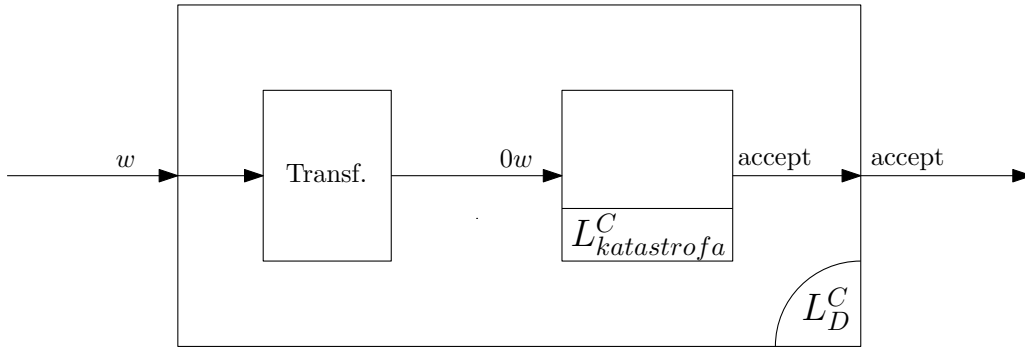 w
Transf.
0w
accept
accept
L^C_{katastrofa}
L^C_D